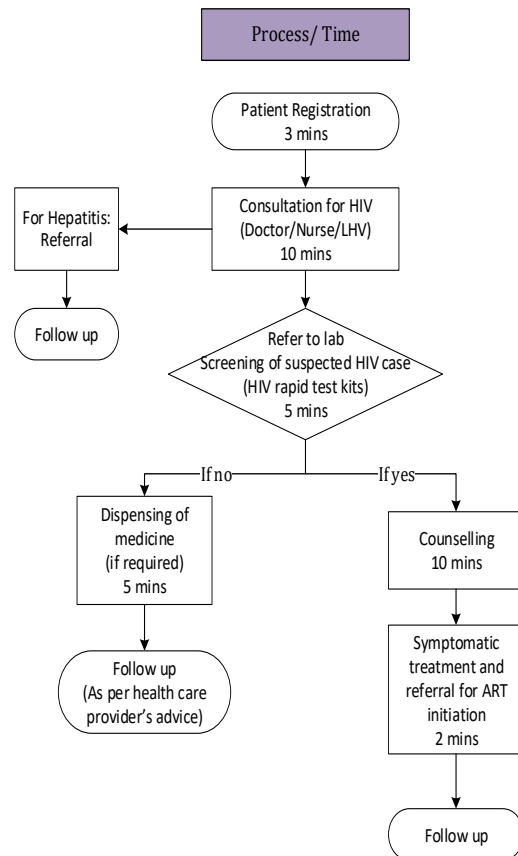 Process/ Time
Patient Registration
3 mins
For Hepatitis:
Referral
Consultation for HIV
(Doctor/Nurse/LHV)
10 mins
Follow up
Refer to lab
Screening of suspected HIV case
(HIV rapid test kits)
5 mins
If no
If yes
Dispensing of
medicine
(if required)
5 mins
Counselling
10 mins
Follow up
(As per health care
provider’s advice)
Symptomatic
treatment and
referral for ART
initiation
2 mins
Follow up